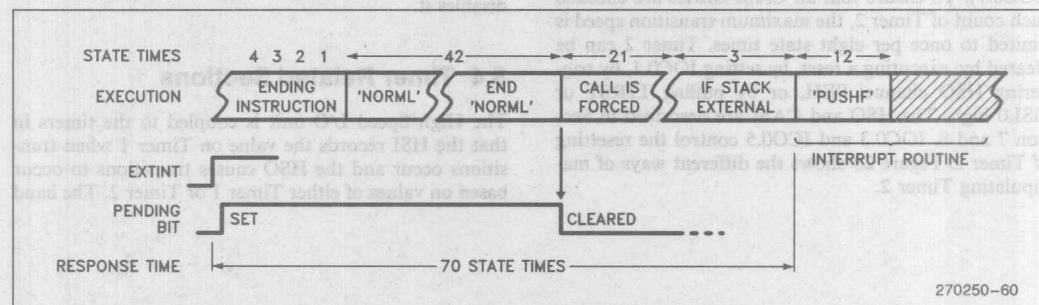 STATE TIMES 4 3 2 1 42 21 3 12
EXECUTION ENDING INSTRUCTION 'NORML' END 'NORML' CALL IS FORCED IF STACK EXTERNAL 'PUSHF'
INTERRUPT ROUTINE
EXTINT
PENDING BIT SET CLEARED
RESPONSE TIME 70 STATE TIMES
270250-60